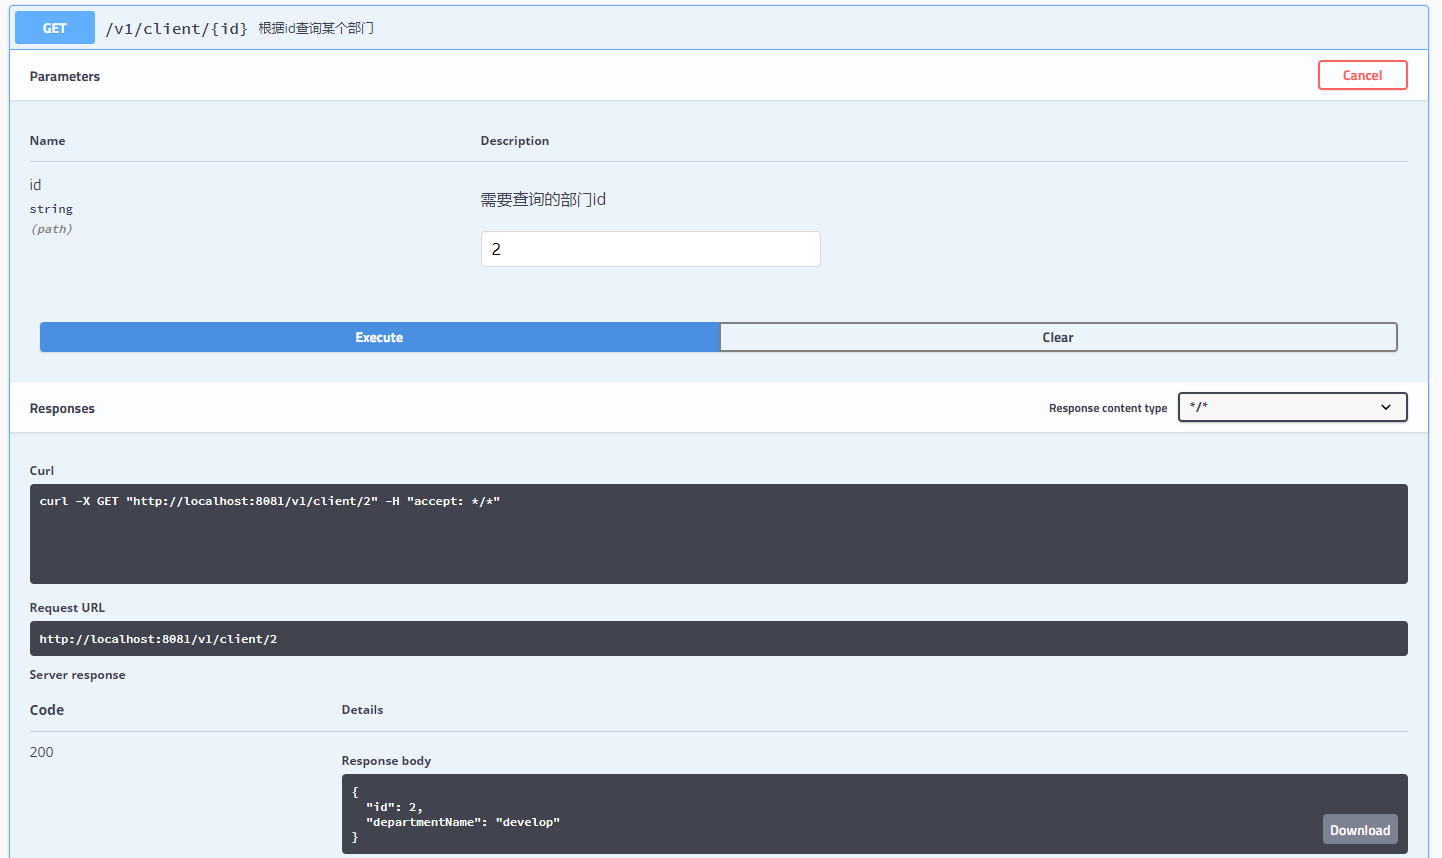 GET /v1/client/{id} 根据id查询某个部门
Parameters Cancel
Name Description
id
string
(path)
需要查询的部门id
2
Execute Clear
Responses Response content type */*
Curl
curl -X GET "http://localhost:8081/v1/client/2" -H "accept: */*"
Request URL
http://localhost:8081/v1/client/2
Server response
Code Details
200
Response body
{
  "id": 2,
  "departmentName": "develop"
}
Download